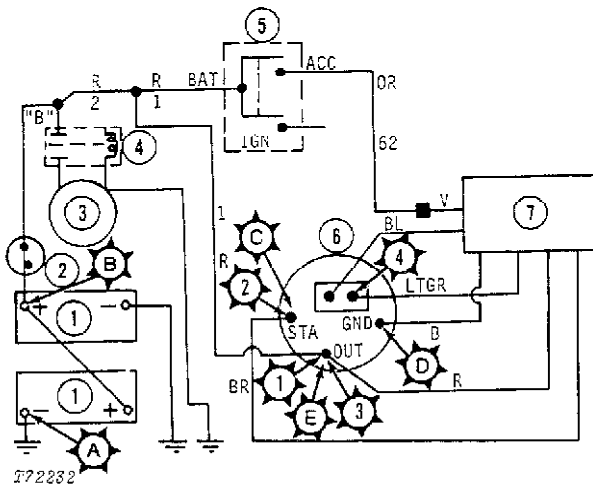 5
ACC
R R BAT OR
"B" 2 1
4 IGN
62
3
1 V 7
C 6 BL
2 B R 2 4
LTGR
+ 1 - STA GND B
OUT D
1 BR 1 R
- + E 3
A
T72232